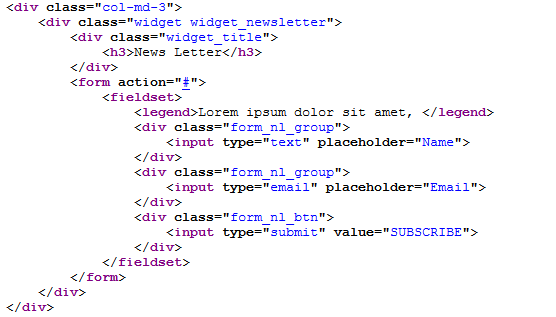 <div class="col-md-3">
    <div class="widget widget_newsletter">
        <div class="widget_title">
            <h3>News Letter</h3>
        </div>
        <form action="#">
            <fieldset>
                <legend>Lorem ipsum dolor sit amet, </legend>
                <div class="form_nl_group">
                    <input type="text" placeholder="Name">
                </div>
                <div class="form_nl_group">
                    <input type="email" placeholder="Email">
                </div>
                <div class="form_nl_btn">
                    <input type="submit" value="SUBSCRIBE">
                </div>
            </fieldset>
        </form>
    </div>
</div>